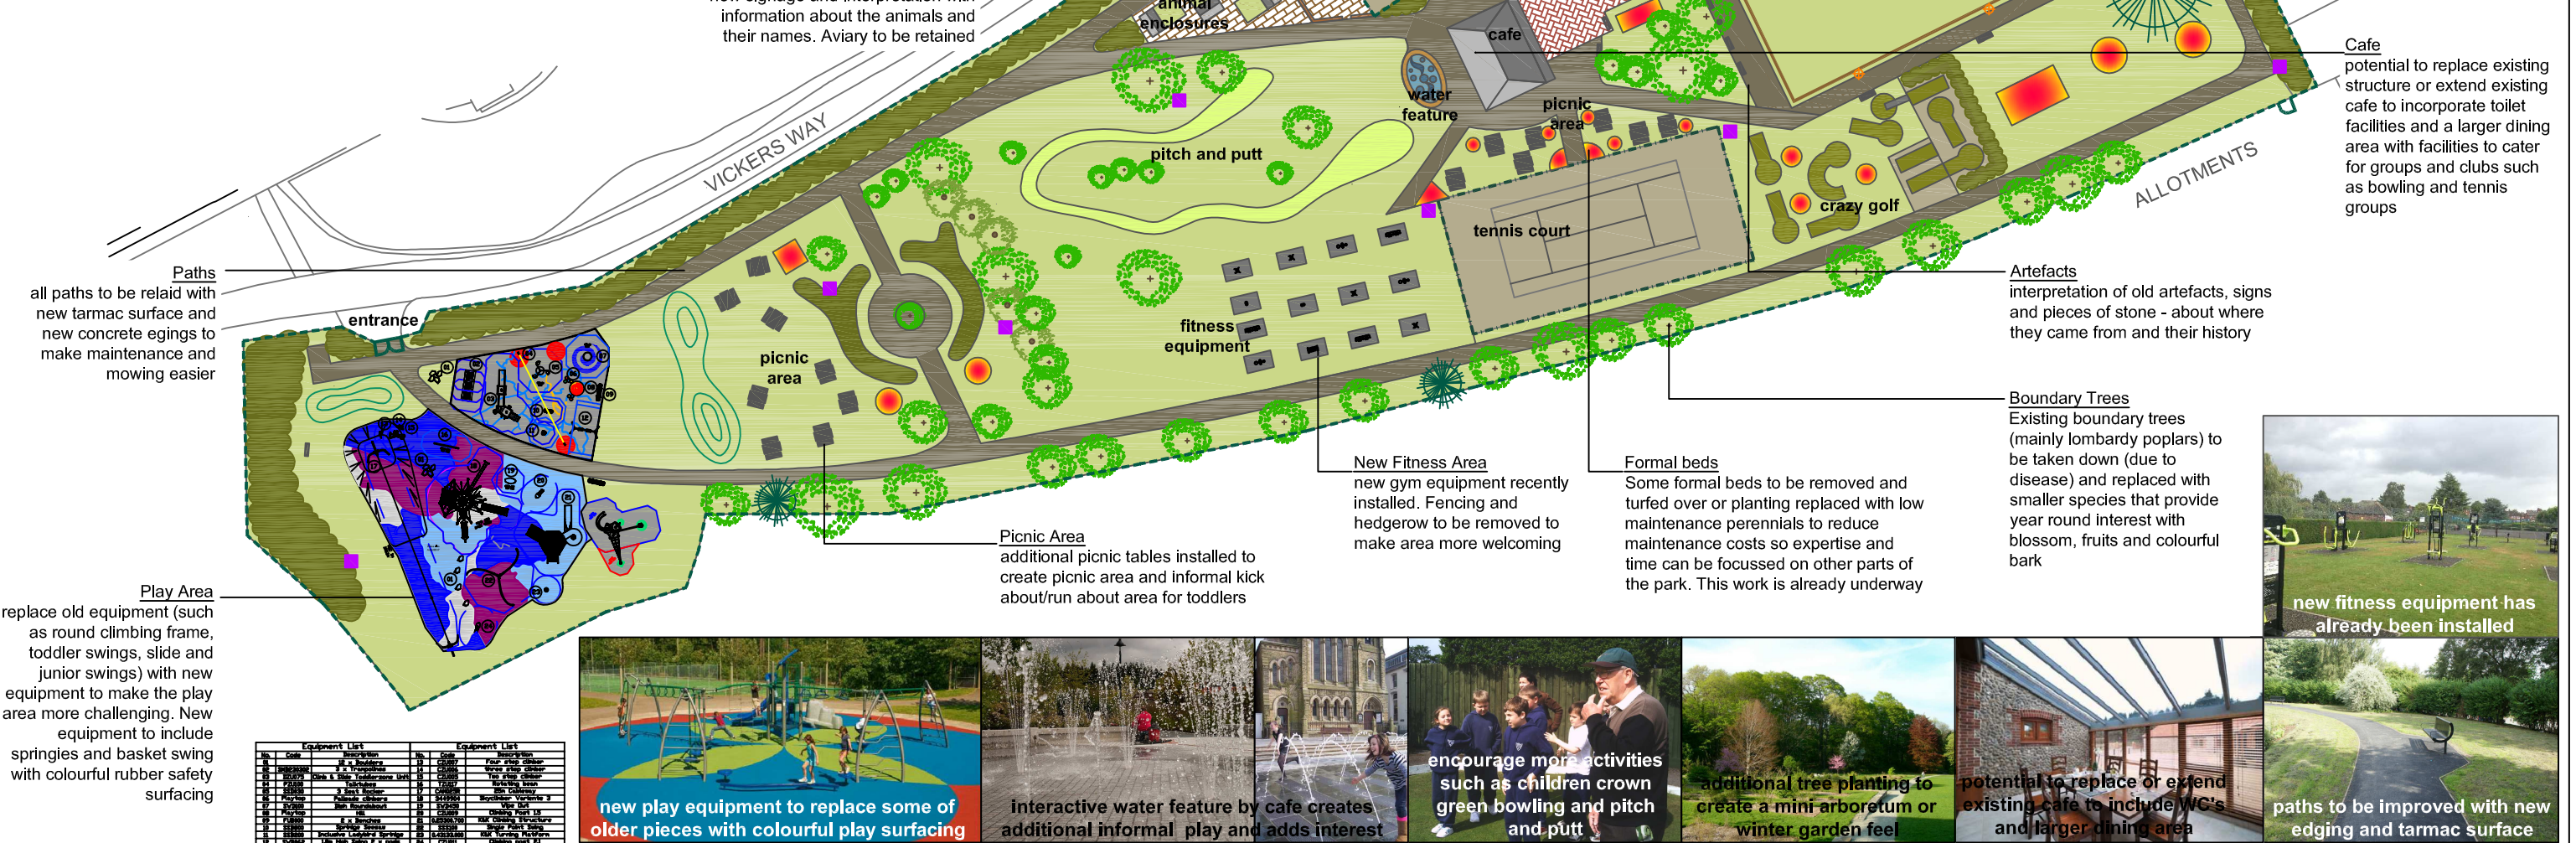 new signage and interpretation with
information about the animals and
their names. Aviary to be retained
animal
enclosures
cafe
water
feature
picnic
area
pitch and putt
VICKERS WAY
ALLOTMENTS
crazy golf
tennis court
fitness
equipment
picnic
area
entrance
Cafe
potential to replace existing
structure or extend existing
cafe to incorporate toilet
facilities and a larger dining
area with facilities to cater
for groups and clubs such
as bowling and tennis
groups
Paths
all paths to be relaid with
new tarmac surface and
new concrete egings to
make maintenance and
mowing easier
Artefacts
interpretation of old artefacts, signs
and pieces of stone - about where
they came from and their history
Boundary Trees
Existing boundary trees
(mainly lombardy poplars) to
be taken down (due to
disease) and replaced with
smaller species that provide
year round interest with
blossom, fruits and colourful
bark
New Fitness Area
new gym equipment recently
installed. Fencing and
hedgerow to be removed to
make area more welcoming
Formal beds
Some formal beds to be removed and
turfed over or planting replaced with low
maintenance perennials to reduce
maintenance costs so expertise and
time can be focussed on other parts of
the park. This work is already underway
Picnic Area
additional picnic tables installed to
create picnic area and informal kick
about/run about area for toddlers
Play Area
replace old equipment (such
as round climbing frame,
toddler swings, slide and
junior swings) with new
equipment to make the play
area more challenging. New
equipment to include
springies and basket swing
with colourful rubber safety
surfacing
Equipment List
Equipment List
No. Code Description No. Code Description
new play equipment to replace some of
older pieces with colourful play surfacing
interactive water feature by cafe creates
additional informal play and adds interest
encourage more activities
such as children crown
green bowling and pitch
and putt
additional tree planting to
create a mini arboretum or
winter garden feel
potential to replace or extend
existing cafe to include WC's
and larger dining area
new fitness equipment has
already been installed
paths to be improved with new
edging and tarmac surface